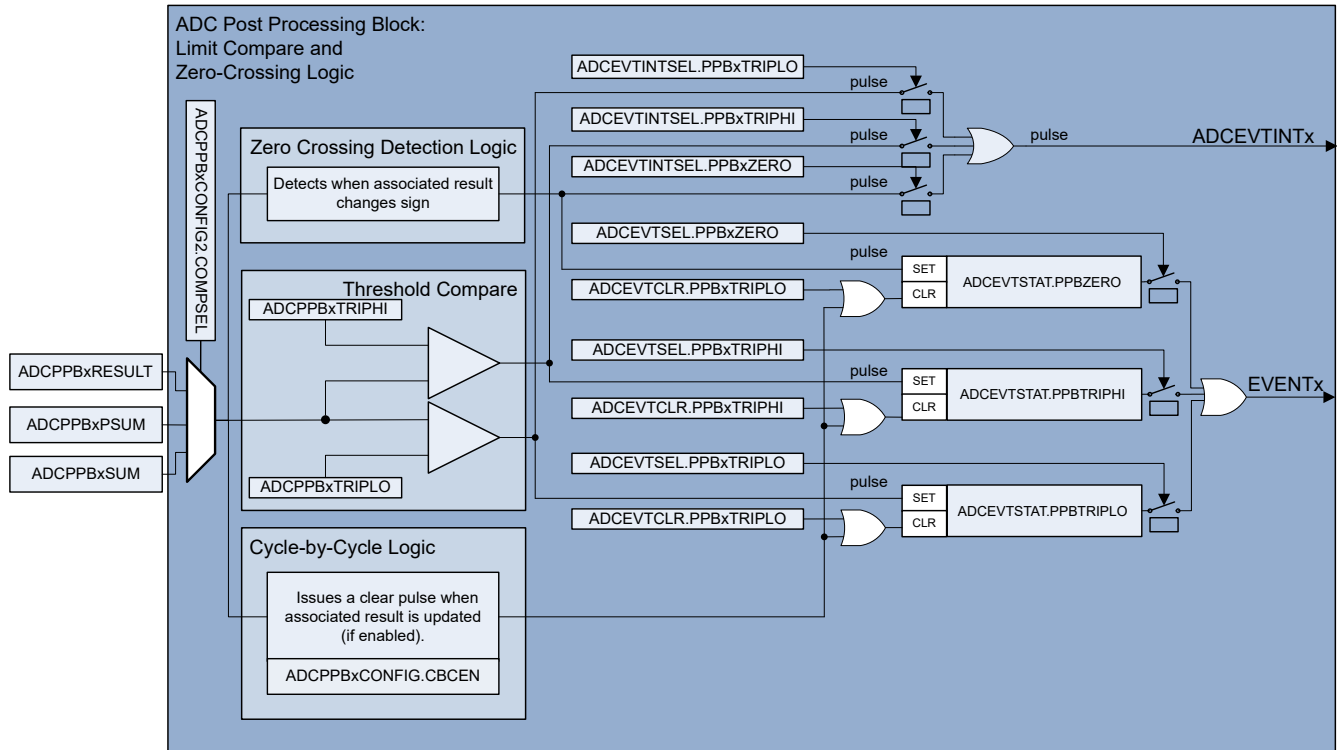 ADC Post Processing Block:
Limit Compare and
Zero-Crossing Logic
ADCPPBxCONFIG2.COMPSEL
ADCPPBxRESULT
ADCPPBxPSUM
ADCPPBxSUM
Zero Crossing Detection Logic
Detects when associated result
changes sign
Threshold Compare
ADCPPBxTRIPHI
ADCPPBxTRIPLO
Cycle-by-Cycle Logic
Issues a clear pulse when
associated result is updated
(if enabled).
ADCPPBxCONFIG.CBCEN
ADCEVTINTSEL.PPBxTRIPLO
pulse
ADCEVTINTSEL.PPBxTRIPHI
pulse
ADCEVTINTSEL.PPBxZERO
pulse
pulse
ADCEVTINTx
ADCEVTSEL.PPBxZERO
pulse
SET
CLR
ADCEVTSTAT.PPBZERO
ADCEVTCLR.PPBxTRIPLO
ADCEVTSEL.PPBxTRIPHI
pulse
SET
CLR
ADCEVTSTAT.PPBTRIPHI
ADCEVTCLR.PPBxTRIPHI
EVENTx
ADCEVTSEL.PPBxTRIPLO
pulse
SET
CLR
ADCEVTSTAT.PPBTRIPLO
ADCEVTCLR.PPBxTRIPLO